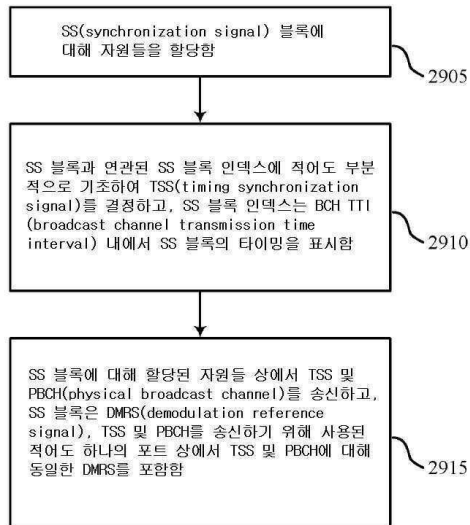 SS(synchronization signal) 블록에
대해 자원들을 할당함
2905
SS 블록과 연관된 SS 블록 인덱스에 적어도 부분
적으로 기초하여 TSS(timing synchronization
signal)를 결정하고, SS 블록 인덱스는 BCH TTI
(broadcast channel transmission time
interval) 내에서 SS 블록의 타이밍을 표시함
2910
SS 블록에 대해 할당된 자원들 상에서 TSS 및
PBCH(physical broadcast channel)를 송신하고,
SS 블록은 DMRS(demodulation reference
signal), TSS 및 PBCH를 송신하기 위해 사용된
적어도 하나의 포트 상에서 TSS 및 PBCH에 대해
동일한 DMRS를 포함함
2915